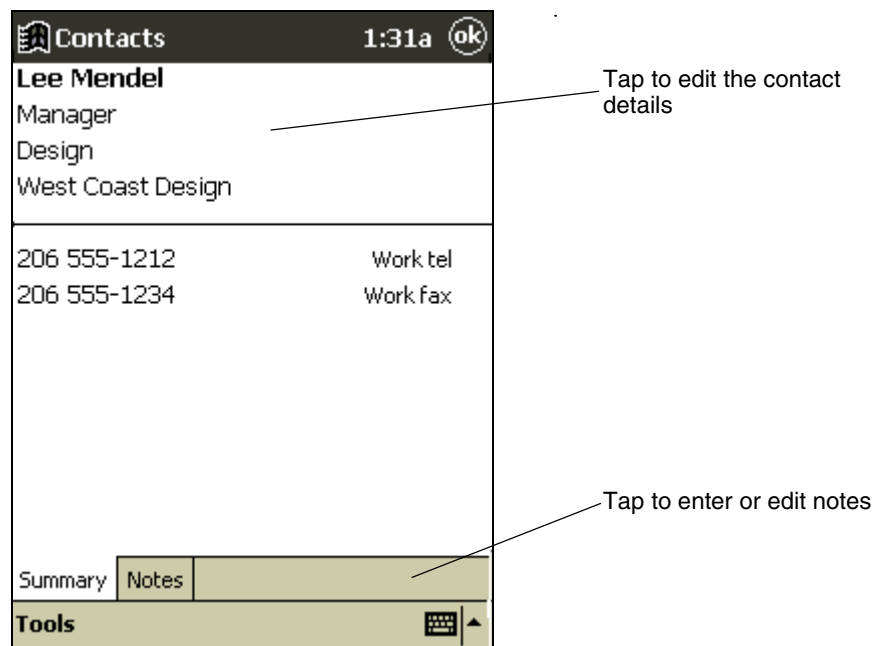 Contacts 1:31a ok
Lee Mendel
Manager
Design
West Coast Design
206 555-1212 Work tel
206 555-1234 Work fax
Summary Notes
Tools
Tap to edit the contact
details
Tap to enter or edit notes